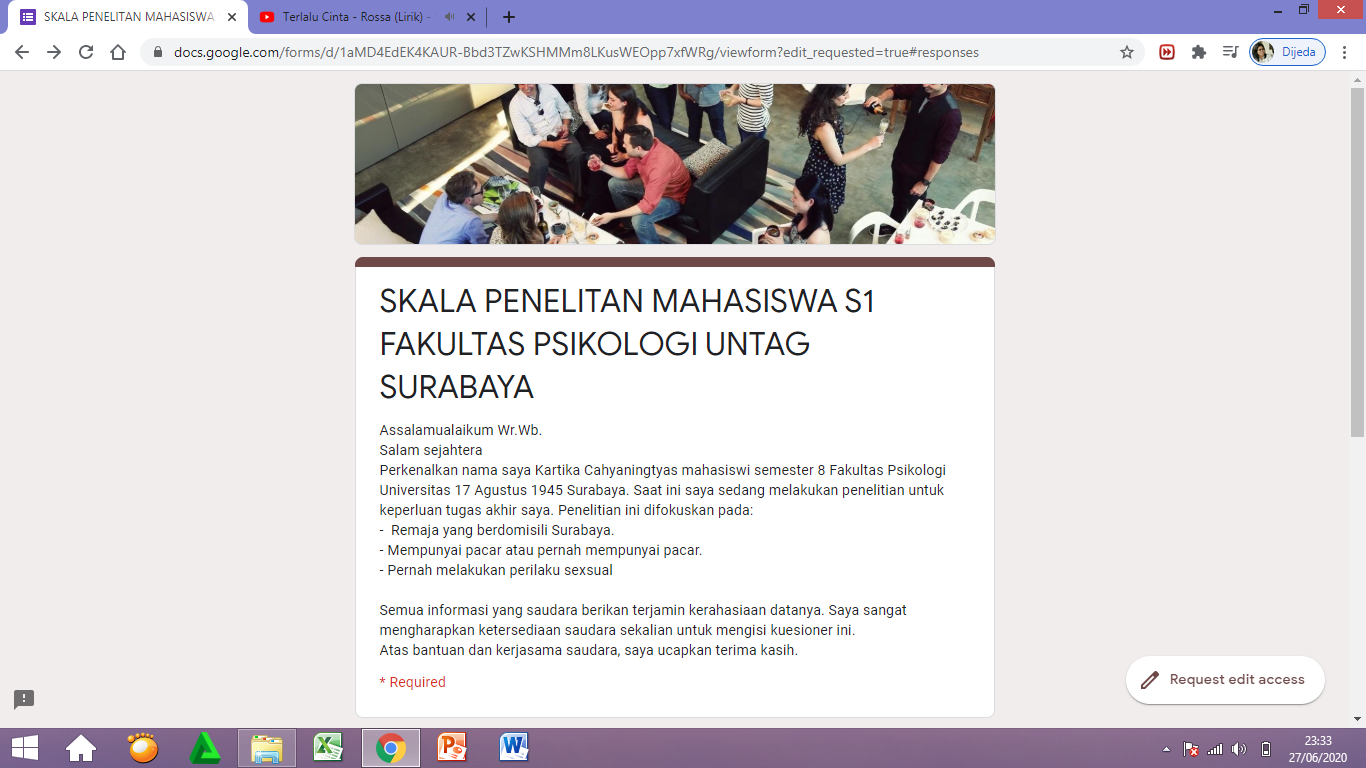 SKALA PENELITAN MAHASISWA
Terlalu Cinta - Rossa (Lirik) -
docs.google.com/forms/d/1aMD4EdEK4KAUR-Bbd3TZwKSHMMm8LKusWEOpp7xfWRg/viewform?edit_requested=true#responses
Dijeda
SKALA PENELITAN MAHASISWA S1
FAKULTAS PSIKOLOGI UNTAG
SURABAYA
Assalamualaikum Wr.Wb.
Salam sejahtera
Perkenalkan nama saya Kartika Cahyaningtyas mahasiswi semester 8 Fakultas Psikologi
Universitas 17 Agustus 1945 Surabaya. Saat ini saya sedang melakukan penelitian untuk
keperluan tugas akhir saya. Penelitian ini difokuskan pada:
- Remaja yang berdomisili Surabaya.
- Mempunyai pacar atau pernah mempunyai pacar.
- Pernah melakukan perilaku sexsual
Semua informasi yang saudara berikan terjamin kerahasiaan datanya. Saya sangat
mengharapkan ketersediaan saudara sekalian untuk mengisi kuesioner ini.
Atas bantuan dan kerjasama saudara, saya ucapkan terima kasih.
* Required
Request edit access
23:33
27/06/2020